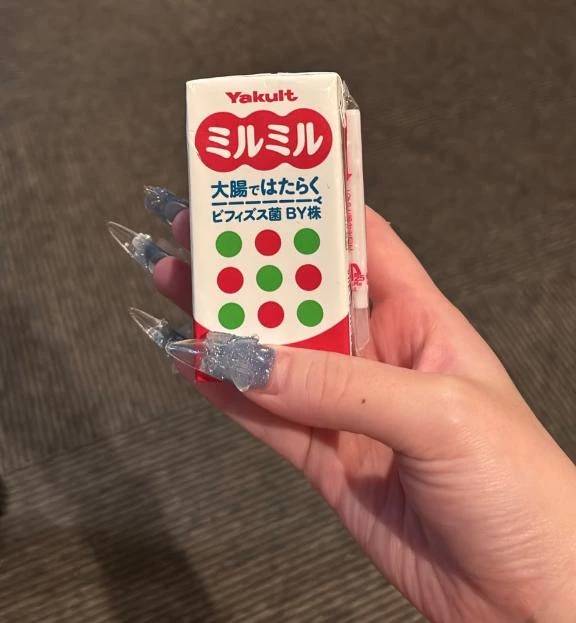 Yakult
ミルミル
大腸ではたらく
ビフィズス菌 BY株